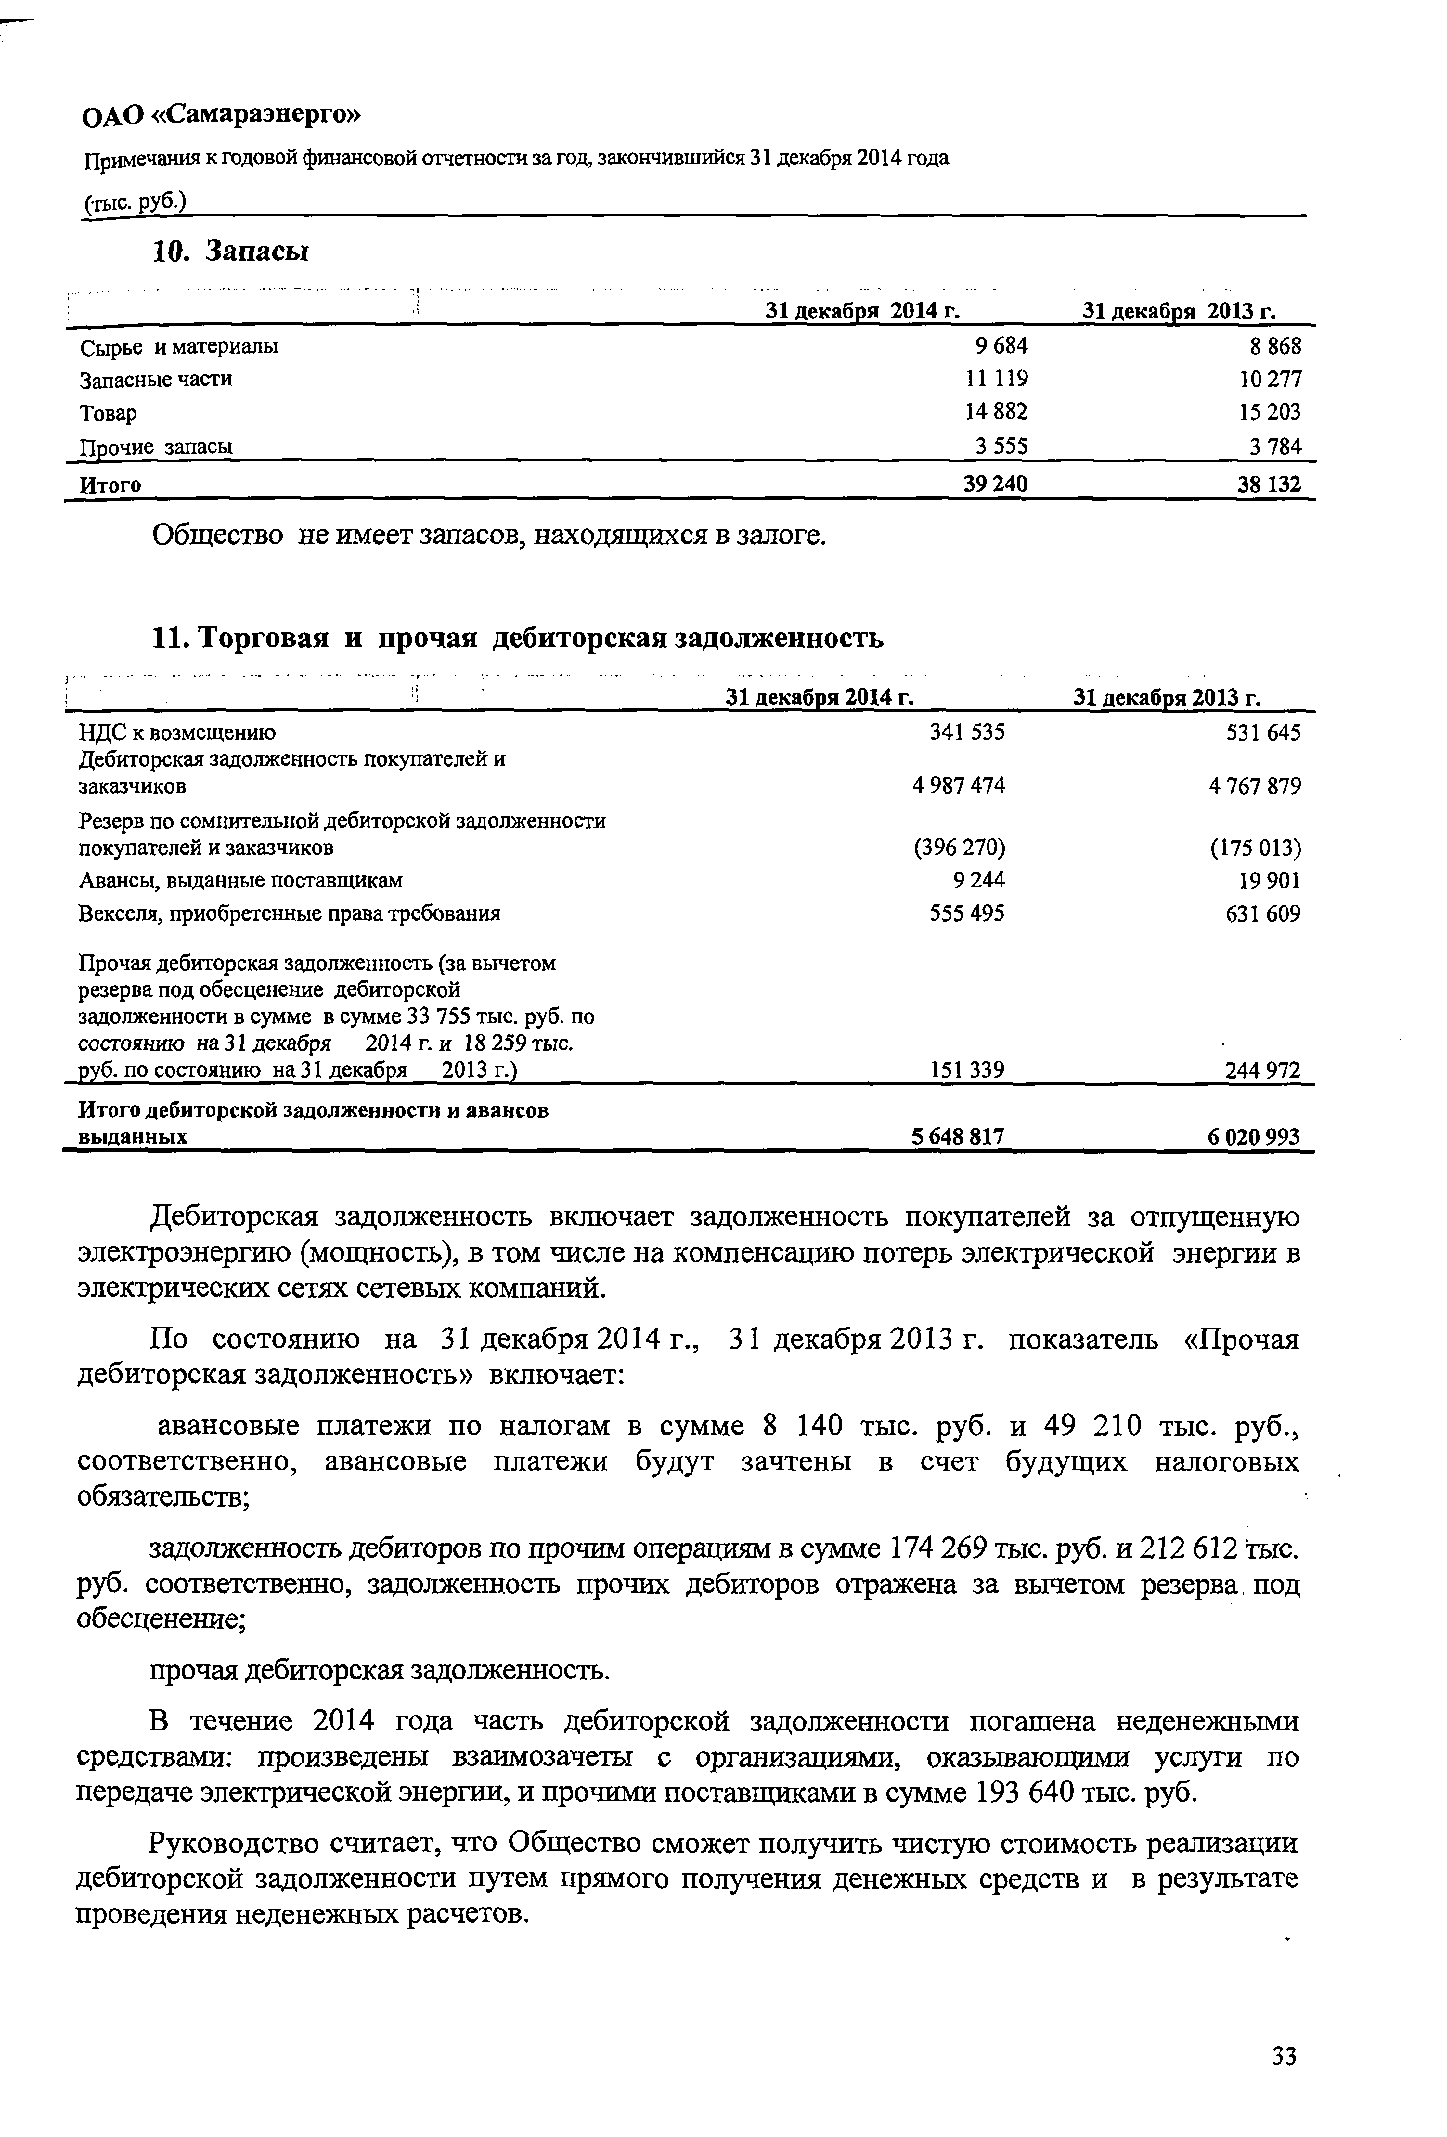 ОАО «Самараэнерго»
Примечания к годовой финансовой отчетности за год, закончившийся 31 декабря 2014 года
(тыс. руб.)
10. Запасы
31 декабря 2014 г. 31 декабря 2013 г.
Сырье и материалы 9 684 8 868
Запасные части 11 119 10 277
Товар 14 882 15 203
Прочие запасы 3 555 3 784
Итого 39 240 38 132
Общество не имеет запасов, находящихся в залоге.
11. Торговая и прочая дебиторская задолженность
31 декабря 2014 г. 31 декабря 2013 г.
НДС к возмещению 341 535 531 645
Дебиторская задолженность покупателей и
заказчиков 4 987 474 4 767 879
Резерв по сомнительной дебиторской задолженности
покупателей и заказчиков (396 270) (175 013)
Авансы, выданные поставщикам 9 244 19 901
Векселя, приобретенные права требования 555 495 631 609
Прочая дебиторская задолженность (за вычетом
резерва под обесценение дебиторской
задолженности в сумме в сумме 33 755 тыс. руб. по
состоянию на 31 декабря 2014 г. и 18 259 тыс.
руб. по состоянию на 31 декабря 2013 г.) 151 339 244 972
Итого дебиторской задолженности и авансов
выданных 5 648 817 6 020 993
Дебиторская задолженность включает задолженность покупателей за отпущенную
электроэнергию (мощность), в том числе на компенсацию потерь электрической энергии в
электрических сетях сетевых компаний.
По состоянию на 31 декабря 2014 г., 31 декабря 2013 г. показатель «Прочая
дебиторская задолженность» включает:
авансовые платежи по налогам в сумме 8 140 тыс. руб. и 49 210 тыс. руб.,
соответственно, авансовые платежи будут зачтены в счет будущих налоговых
обязательств;
задолженность дебиторов по прочим операциям в сумме 174 269 тыс. руб. и 212 612 тыс.
руб. соответственно, задолженность прочих дебиторов отражена за вычетом резерва под
обесценение;
прочая дебиторская задолженность.
В течение 2014 года часть дебиторской задолженности погашена неденежными
средствами: произведены взаимозачеты с организациями, оказывающими услуги по
передаче электрической энергии, и прочими поставщиками в сумме 193 640 тыс. руб.
Руководство считает, что Общество сможет получить чистую стоимость реализации
дебиторской задолженности путем прямого получения денежных средств и в результате
проведения неденежных расчетов.
33